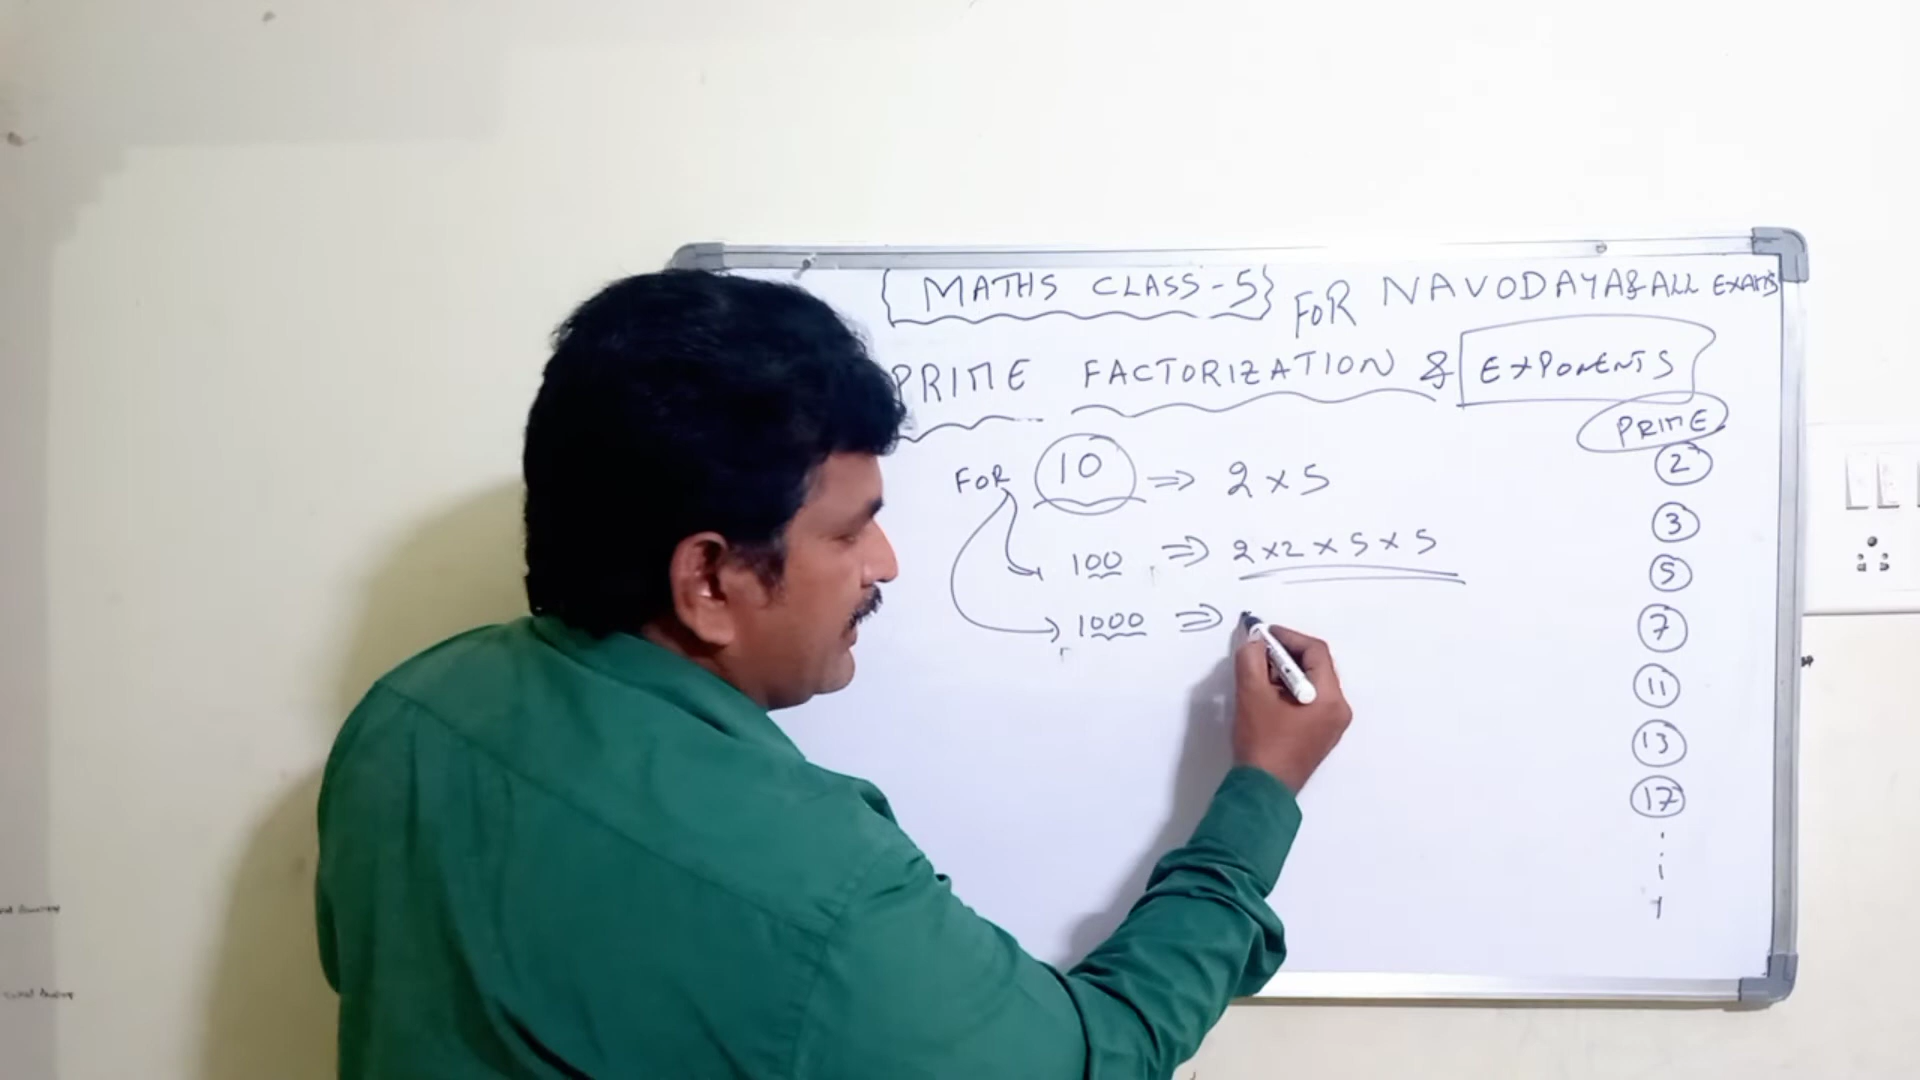 { MATHS CLASS-5} FOR NAVODAYA & ALL EXAMS
PRIME FACTORIZATION & EXPONENTS
PRIME
FOR 10 ⇒ 2 × 5
100 ⇒ 2 × 2 × 5 × 5
1000 ⇒
2
3
5
7
11
13
17